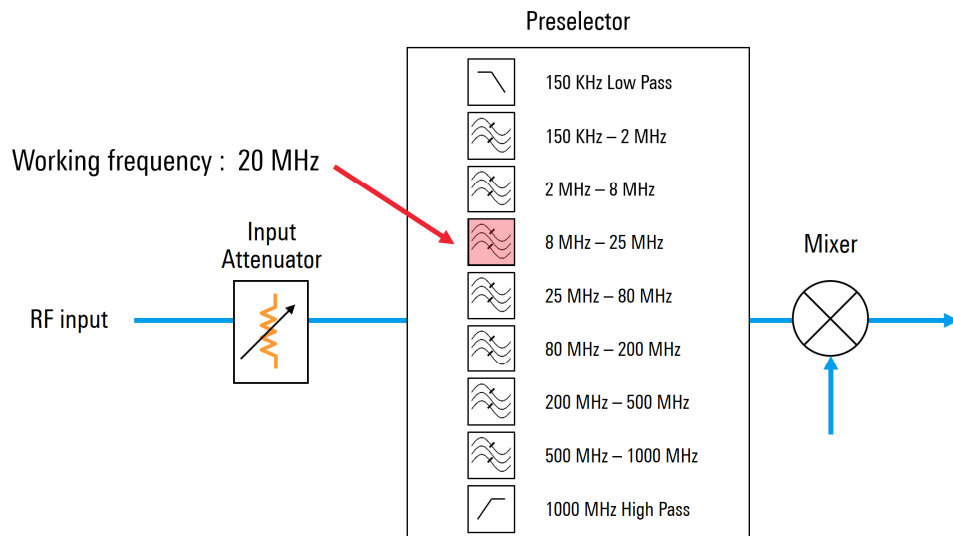 Preselector
150 KHz Low Pass
150 KHz – 2 MHz
Working frequency : 20 MHz
2 MHz – 8 MHz
Input
Attenuator
8 MHz – 25 MHz
Mixer
25 MHz – 80 MHz
RF input
80 MHz – 200 MHz
200 MHz – 500 MHz
500 MHz – 1000 MHz
1000 MHz High Pass